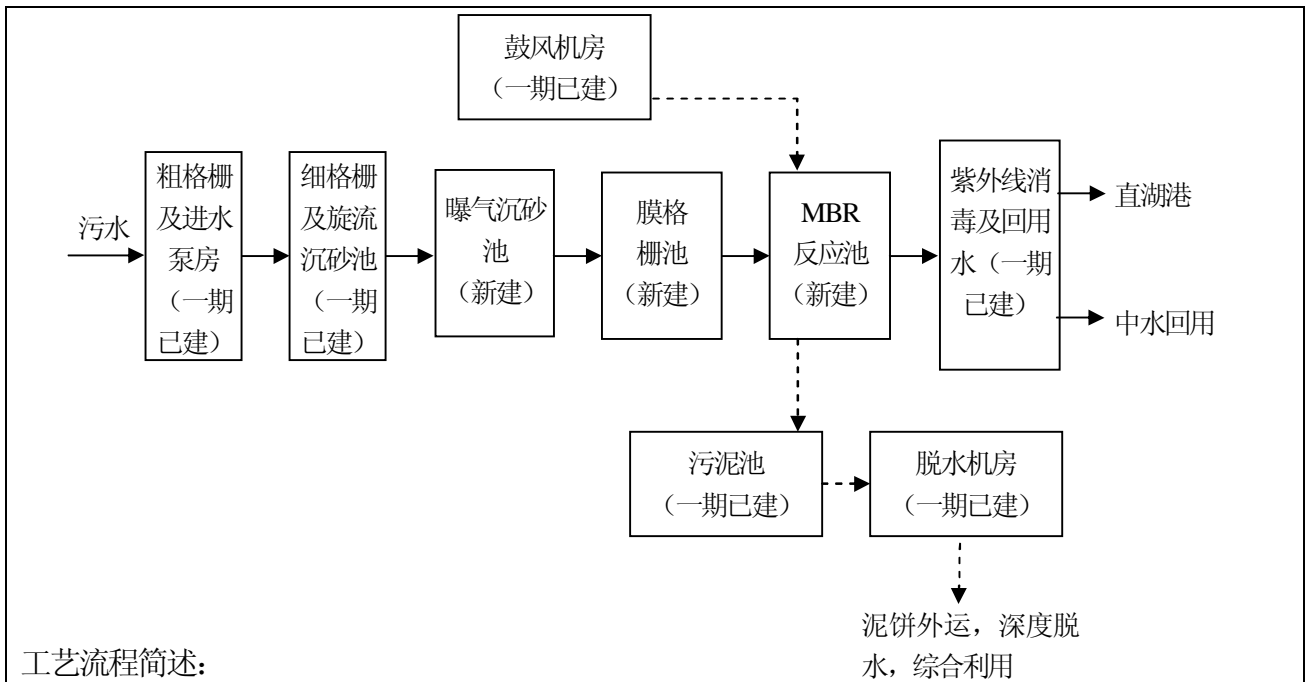 鼓风机房
（一期已建）
污水
粗格栅
及进水
泵房
（一期
已建）
细格栅
及旋流
沉砂池
（一期
已建）
曝气沉砂
池
（新建）
膜格
栅池
（新建）
MBR
反应池
（新建）
紫外线消
毒及回用
水（一期
已建）
直湖港
中水回用
污泥池
（一期已建）
脱水机房
（一期已建）
泥饼外运，深度脱
水，综合利用
工艺流程简述：